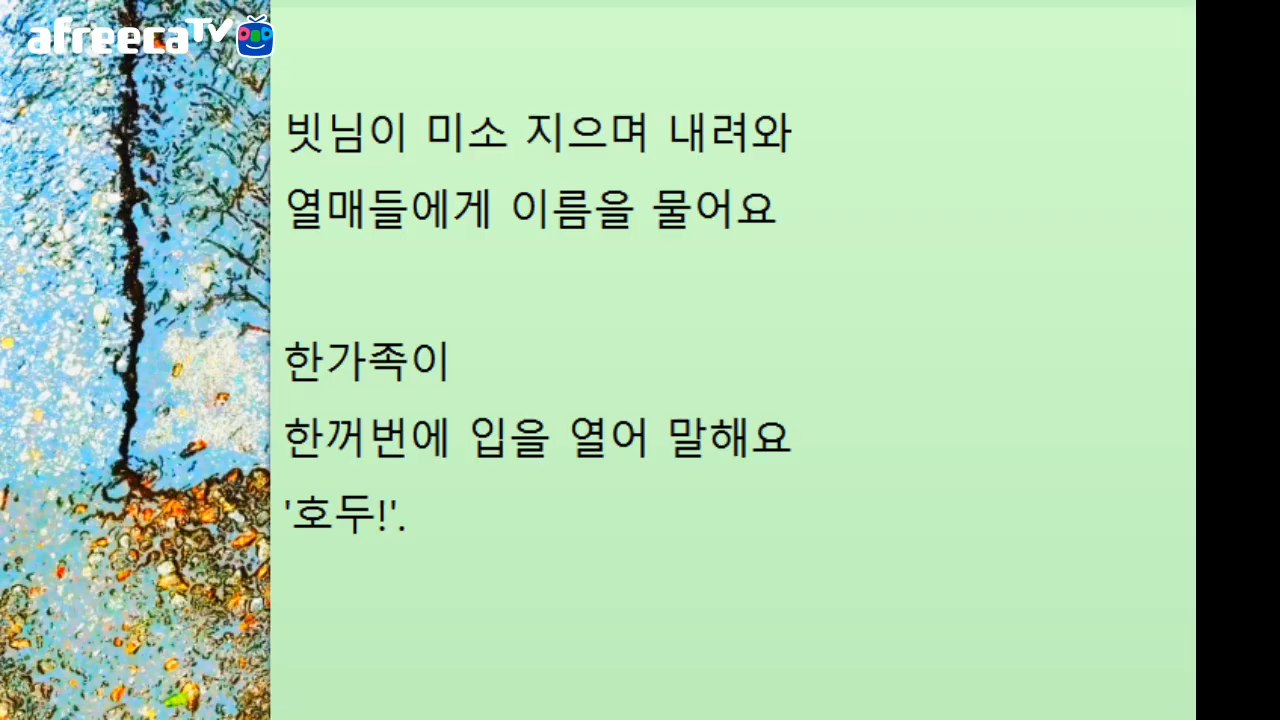 afreecaTV
빗님이 미소 지으며 내려와
열매들에게 이름을 물어요
한가족이
한꺼번에 입을 열어 말해요
'호두!'.